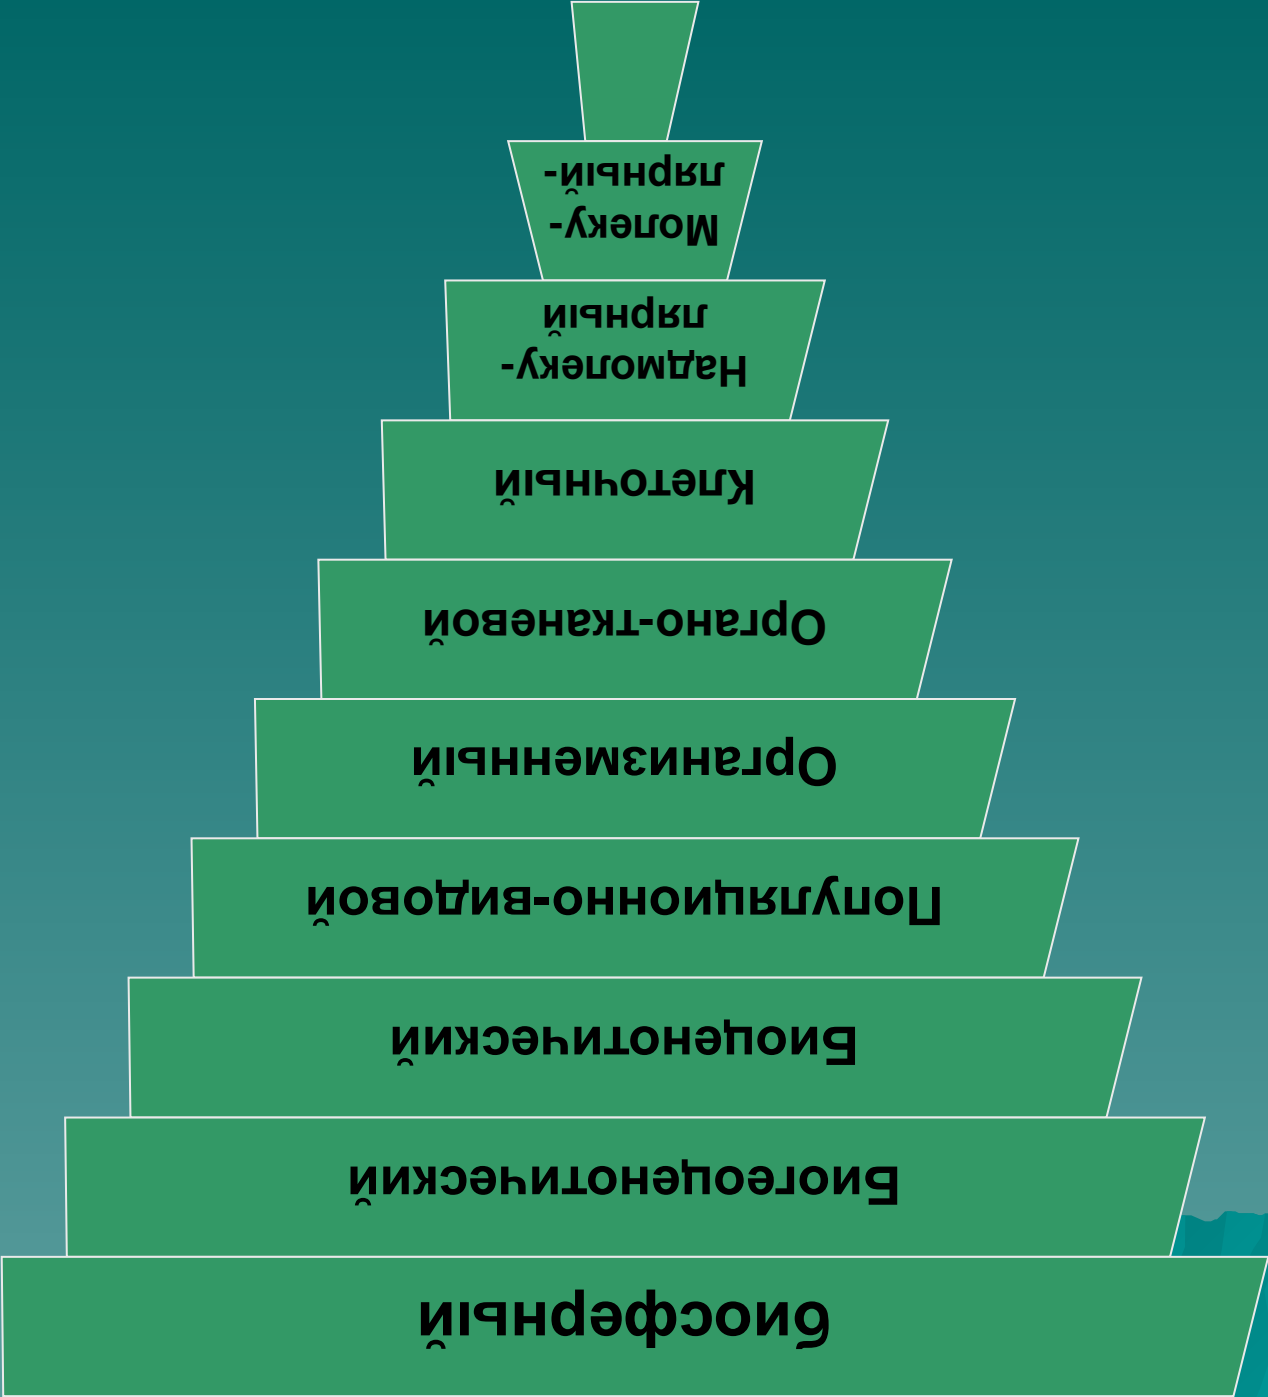 биосферный
Биогеоценотический
Биоценотический
Популяционно-видовой
Организменный
Органо-тканевой
Клеточный
Надмолеку-
лярный
Молеку-
лярный-